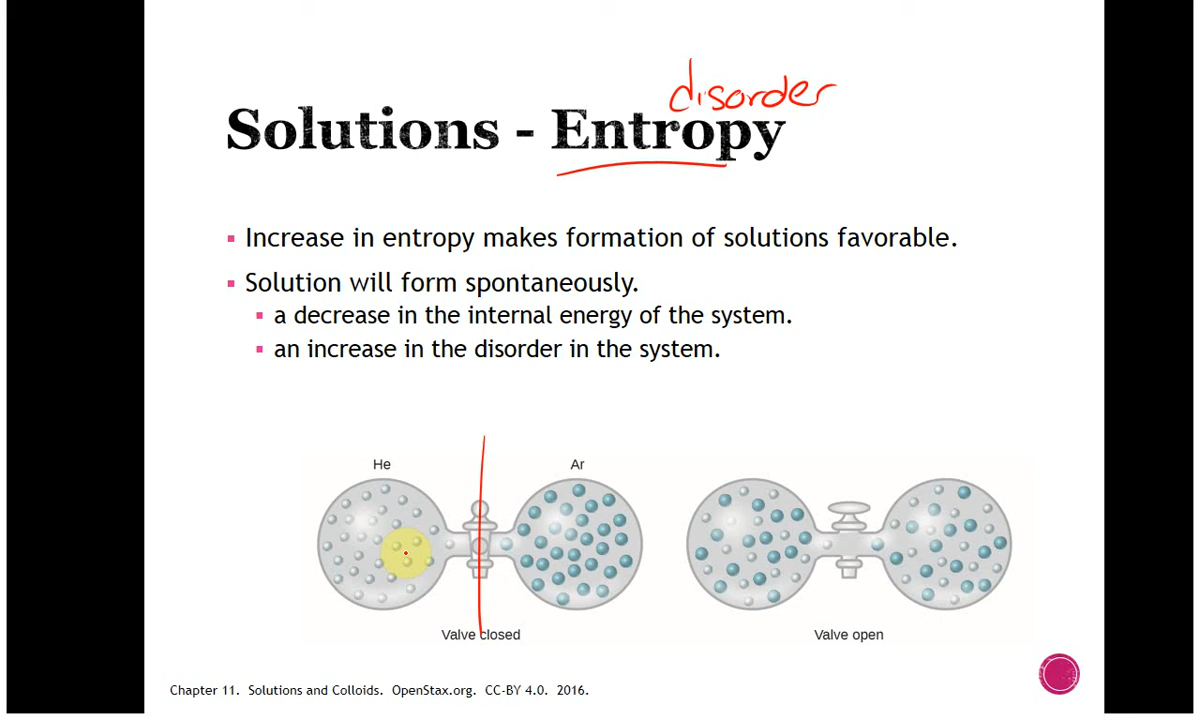 disorder
Solutions - Entropy
▪ Increase in entropy makes formation of solutions favorable.
▪ Solution will form spontaneously.
▪ a decrease in the internal energy of the system.
▪ an increase in the disorder in the system.
He
Ar
Valve closed
Valve open
Chapter 11. Solutions and Colloids. OpenStax.org. CC-BY 4.0. 2016.